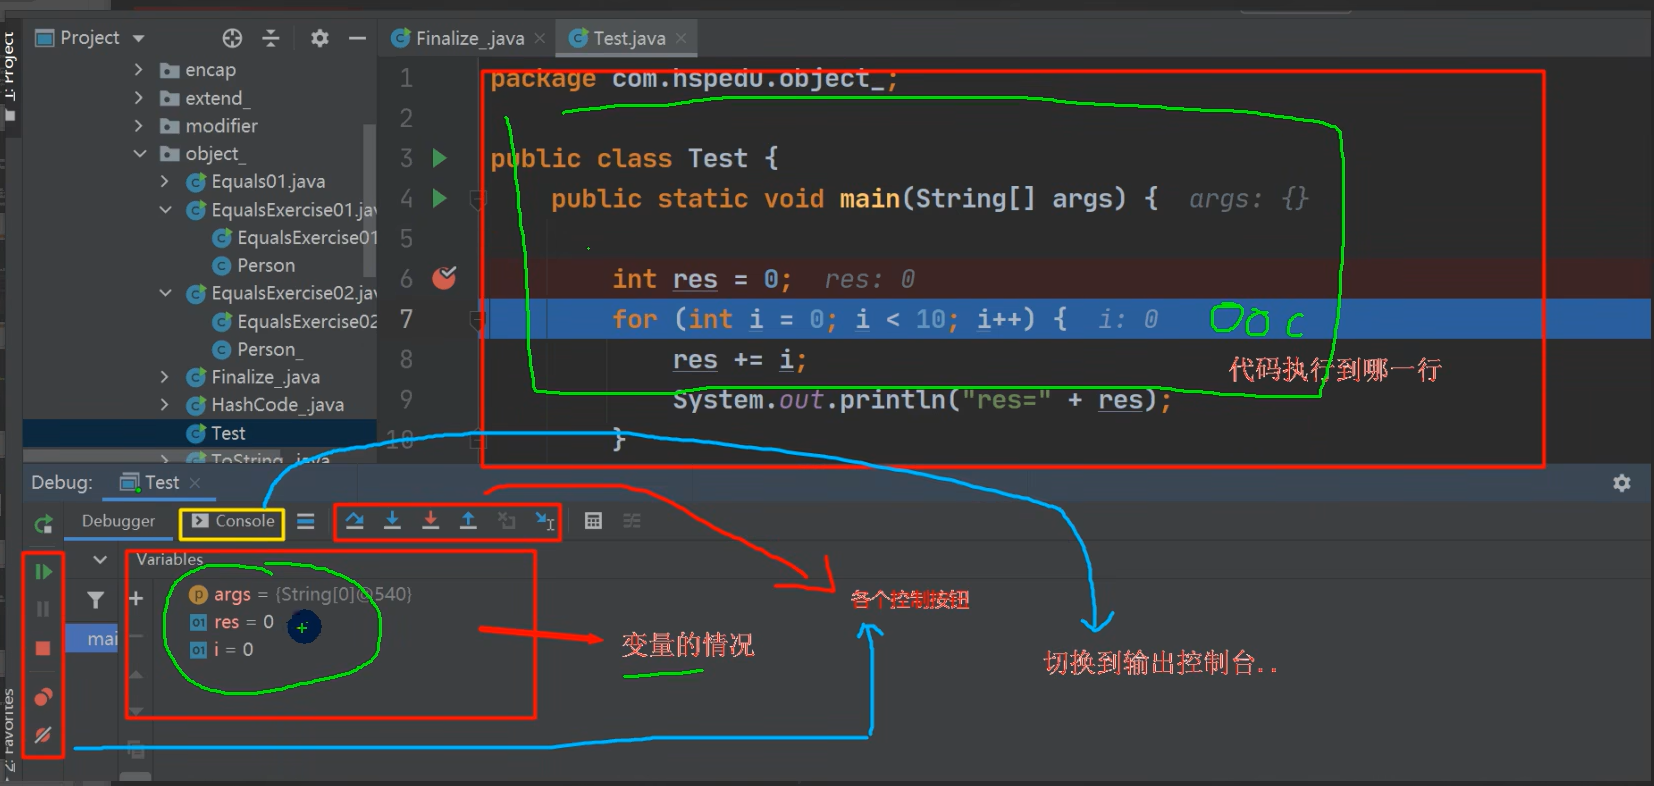 1: Project
Project
Finalize_.java
Test.java
encap
extend_
modifier
object_
Equals01.java
EqualsExercise01.jav
EqualsExercise01
Person
EqualsExercise02.jav
EqualsExercise02
Person_
Finalize_.java
HashCode_.java
Test
ToString_.java
1 package com.hspedu.object_;
2
3 public class Test {
4 public static void main(String[] args) { args: {}
5
6 int res = 0; res: 0
7 for (int i = 0; i < 10; i++) { i: 0
8 res += i;
代码执行到哪一行
9 System.out.println("res=" + res);
10 }
Debug:
Test
Debugger
Console
Variables
args = {String[0]@540}
res = 0
i = 0
mai
各个控制按钮
变量的情况
切换到输出控制台..
2: Favorites